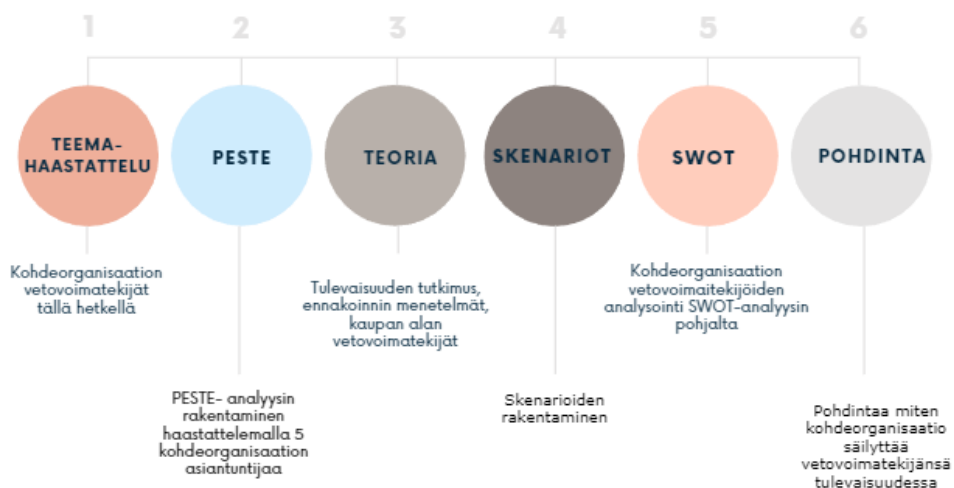 1 2 3 4 5 6
TEEMA-
HAASTATTELU
PESTE
TEORIA
SKENARIOT
SWOT
POHDINTA
Kohdeorganisaation
vetovoimatekijät
tällä hetkellä
PESTE- analyysin
rakentaminen
haastattelemalla 5
kohdeorganisaation
asiantuntijaa
Tulevaisuuden tutkimus,
ennakoinnin menetelmät,
kaupan alan
vetovoimatekijät
Skenarioiden
rakentaminen
Kohdeorganisaation
vetovoimaitekijöiden
analysointi SWOT-analyysin
pohjalta
Pohdintaa miten
kohdeorganisaatio
säilyttää
vetovoimatekijänsä
tulevaisuudessa